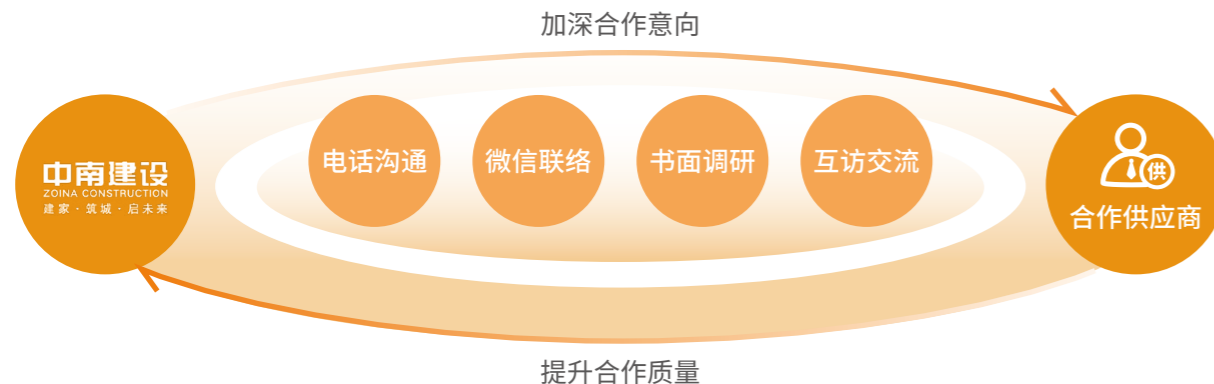 加深合作意向
中南建设
ZOINA CONSTRUCTION
建家·筑城·启未来
电话沟通
微信联络
书面调研
互访交流
供
合作供应商
提升合作质量